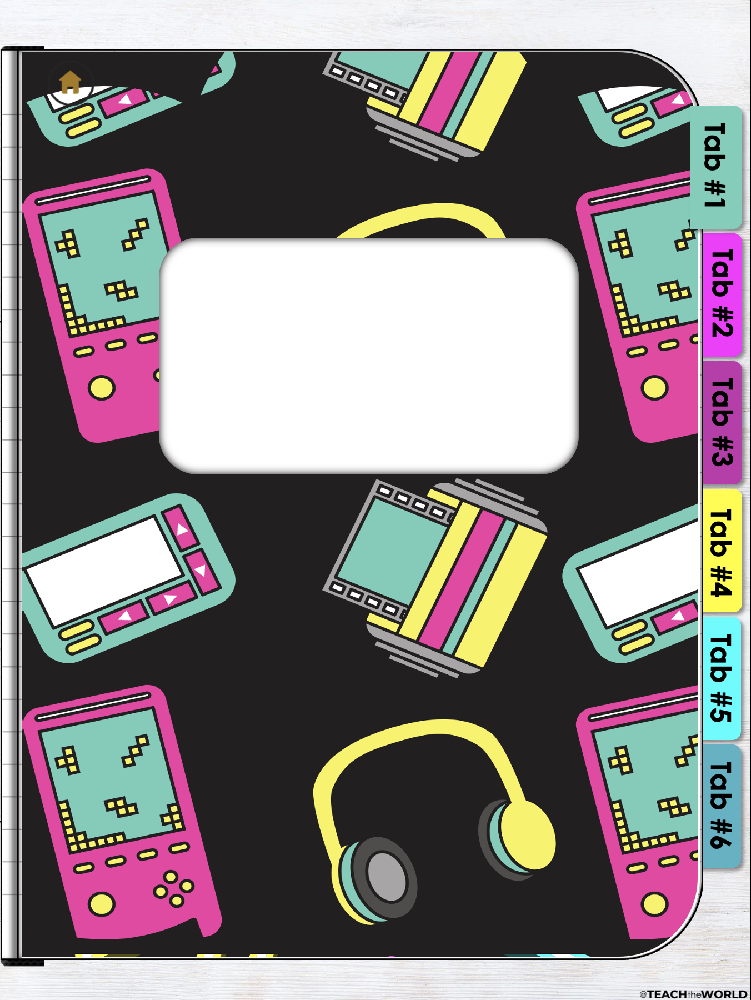 Tab #1
Tab #2
Tab #3
Tab #4
Tab #5
Tab #6
@TEACHtheWORLD